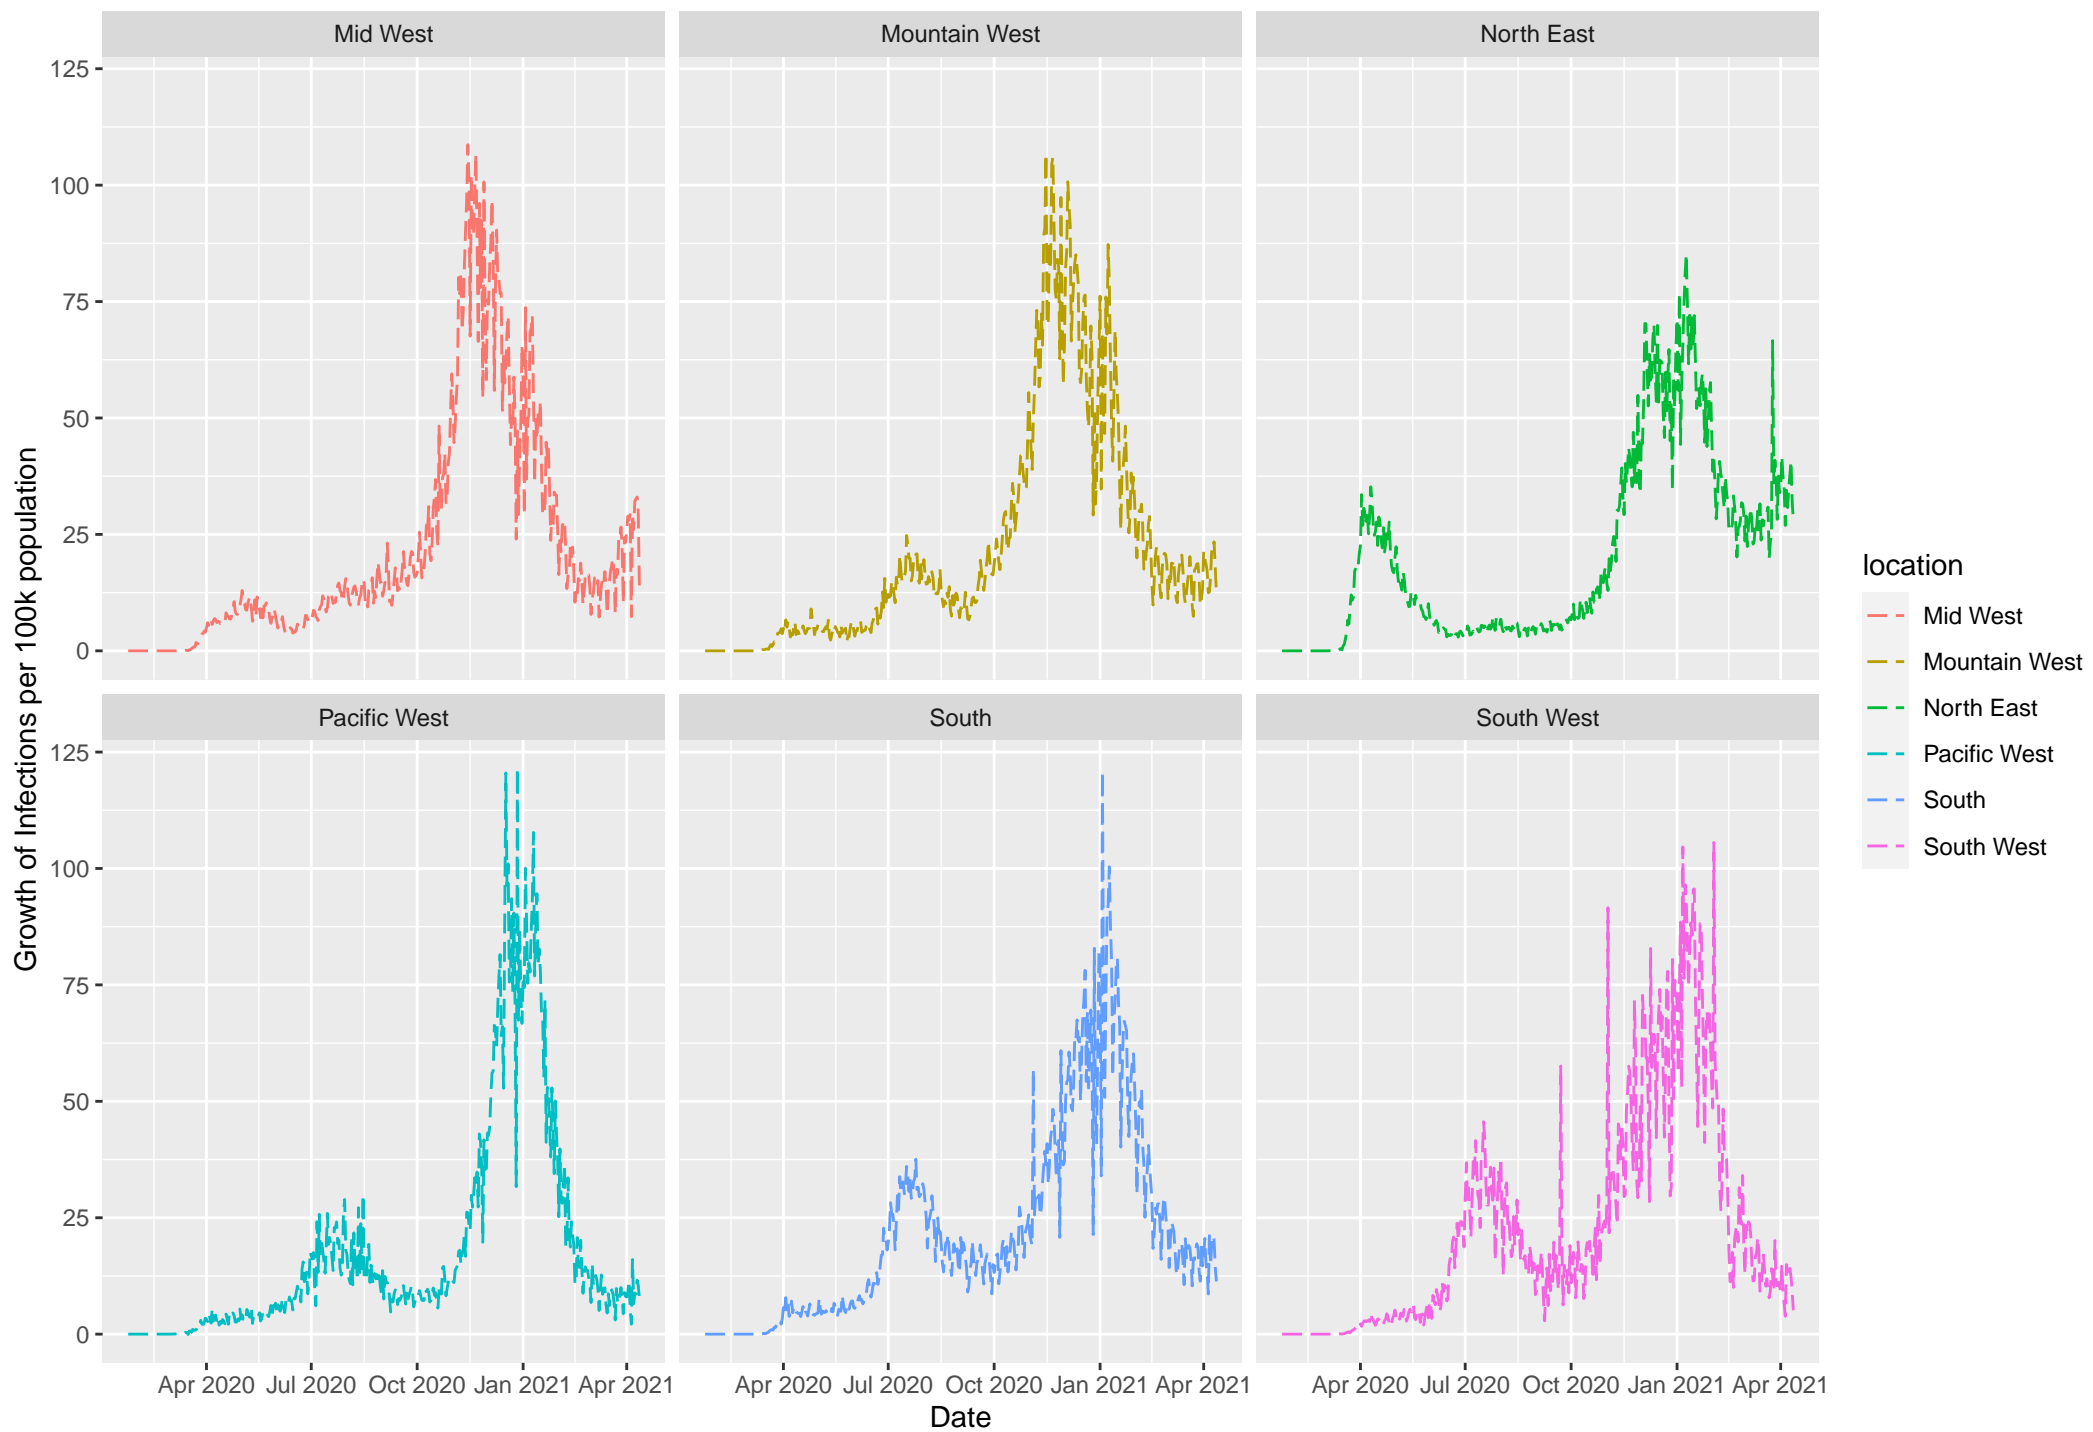 Mid West
Mountain West
North East
125
100
75
50
25
0
Pacific West
South
South West
125
100
75
50
25
0
Growth of Infections per 100k population
Apr 2020 Jul 2020 Oct 2020 Jan 2021 Apr 2021
Apr 2020 Jul 2020 Oct 2020 Jan 2021 Apr 2021
Apr 2020 Jul 2020 Oct 2020 Jan 2021 Apr 2021
Date
location
Mid West
Mountain West
North East
Pacific West
South
South West